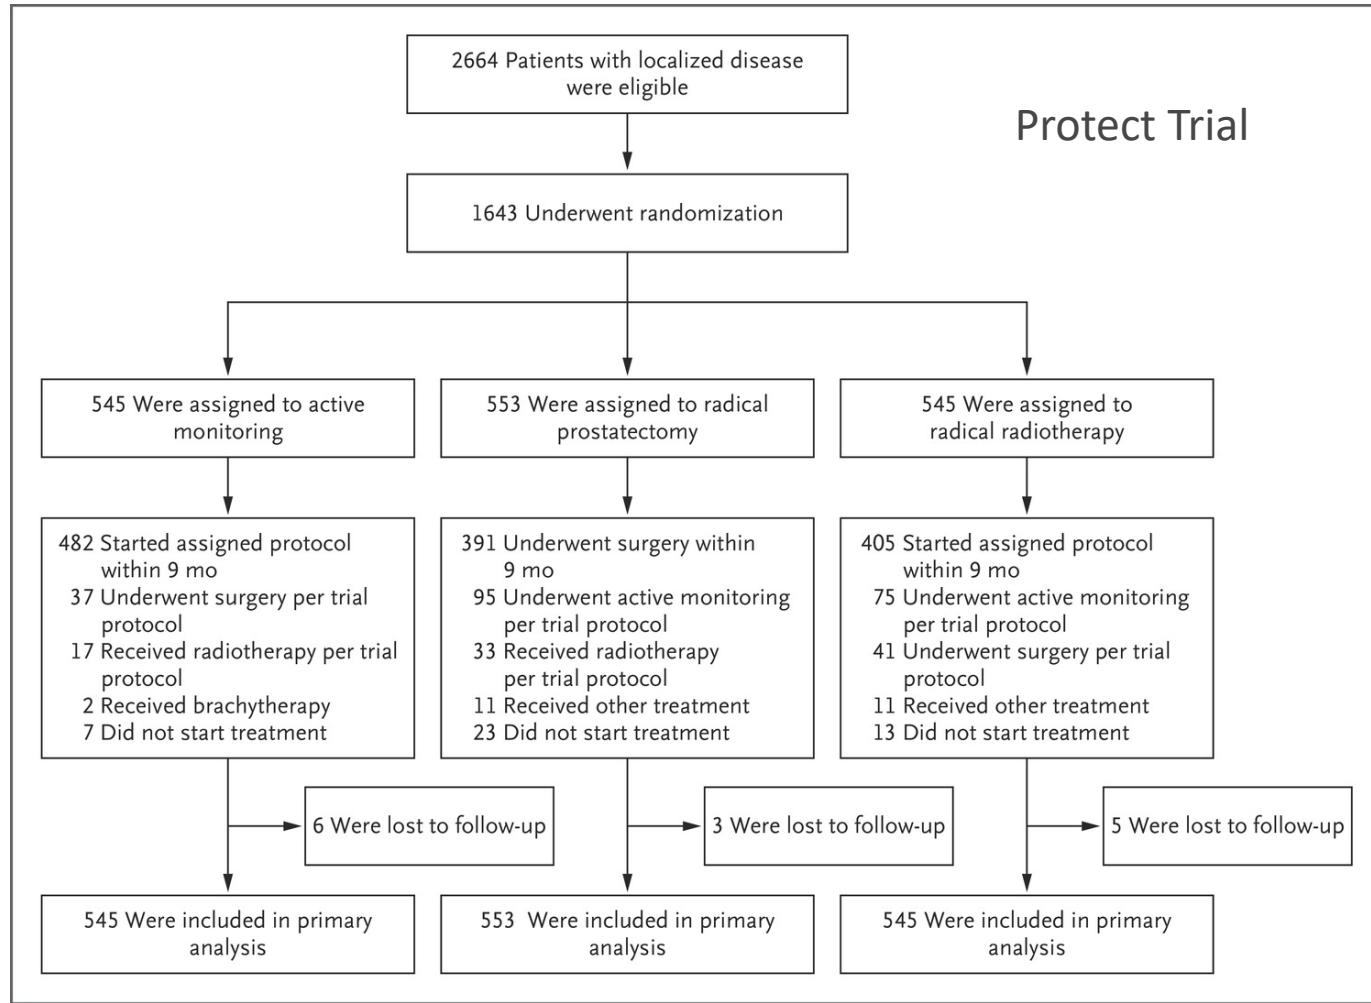 2664 Patients with localized disease
were eligible
Protect Trial
1643 Underwent randomization
545 Were assigned to active
monitoring
553 Were assigned to radical
prostatectomy
545 Were assigned to
radical radiotherapy
482 Started assigned protocol
within 9 mo
37 Underwent surgery per trial
protocol
17 Received radiotherapy per trial
protocol
2 Received brachytherapy
7 Did not start treatment
391 Underwent surgery within
9 mo
95 Underwent active monitoring
per trial protocol
33 Received radiotherapy
per trial protocol
11 Received other treatment
23 Did not start treatment
405 Started assigned protocol
within 9 mo
75 Underwent active monitoring
per trial protocol
41 Underwent surgery per trial
protocol
11 Received other treatment
13 Did not start treatment
6 Were lost to follow-up
3 Were lost to follow-up
5 Were lost to follow-up
545 Were included in primary
analysis
553 Were included in primary
analysis
545 Were included in primary
analysis